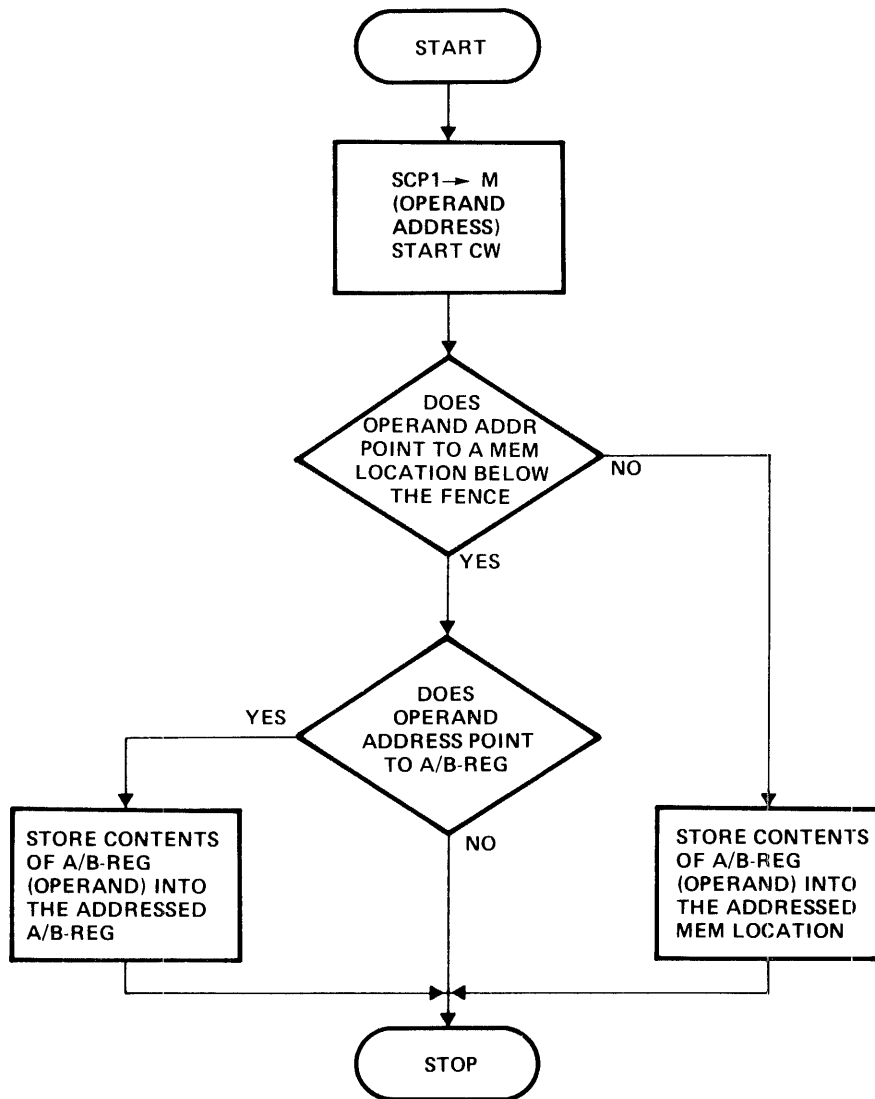 START
SCP1→ M
(OPERAND
ADDRESS)
START CW
DOES
OPERAND ADDR
POINT TO A MEM
LOCATION BELOW
THE FENCE
NO
YES
DOES
OPERAND
ADDRESS POINT
TO A/B-REG
YES
NO
STORE CONTENTS
OF A/B-REG
(OPERAND) INTO
THE ADDRESSED
A/B-REG
STORE CONTENTS
OF A/B-REG
(OPERAND) INTO
THE ADDRESSED
MEM LOCATION
STOP